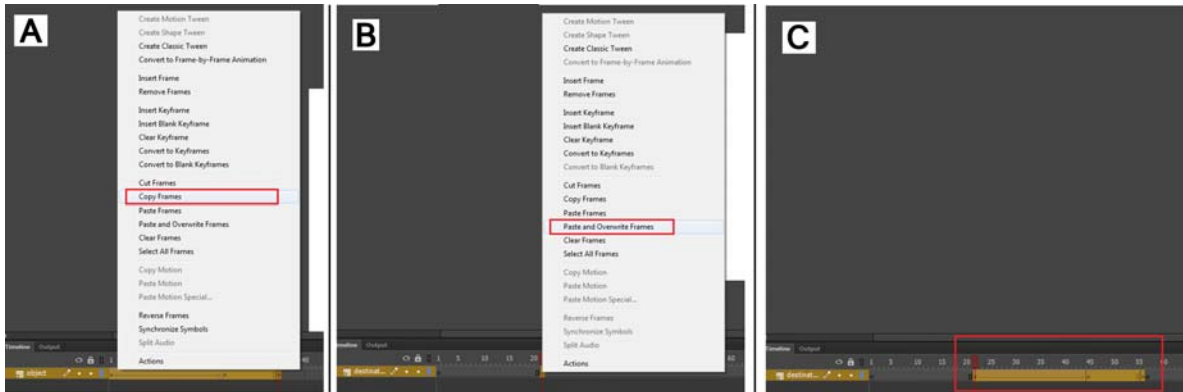 A
Create Motion Tween
Create Shape Tween
Create Classic Tween
Convert to Frame-by-Frame Animation
Insert Frame
Remove Frames
Insert Keyframe
Insert Blank Keyframe
Clear Keyframe
Convert to Keyframes
Convert to Blank Keyframes
Cut Frames
Copy Frames
Paste Frames
Paste and Overwrite Frames
Clear Frames
Select All Frames
Copy Motion
Paste Motion
Paste Motion Special...
Reverse Frames
Synchronize Symbols
Split Audio
Actions
Timeline Output
1
object
B
Create Motion Tween
Create Shape Tween
Create Classic Tween
Convert to Frame-by-Frame Animation
Insert Frame
Remove Frames
Insert Keyframe
Insert Blank Keyframe
Clear Keyframe
Convert to Keyframes
Convert to Blank Keyframes
Cut Frames
Copy Frames
Paste Frames
Paste and Overwrite Frames
Clear Frames
Select All Frames
Copy Motion
Paste Motion
Paste Motion Special...
Reverse Frames
Synchronize Symbols
Split Audio
Actions
Output
1 5 10 15 20 60
destinat...
C
Timeline Output
1 5 10 15 20 25 30 35 40 45 50 55 60
destinat...